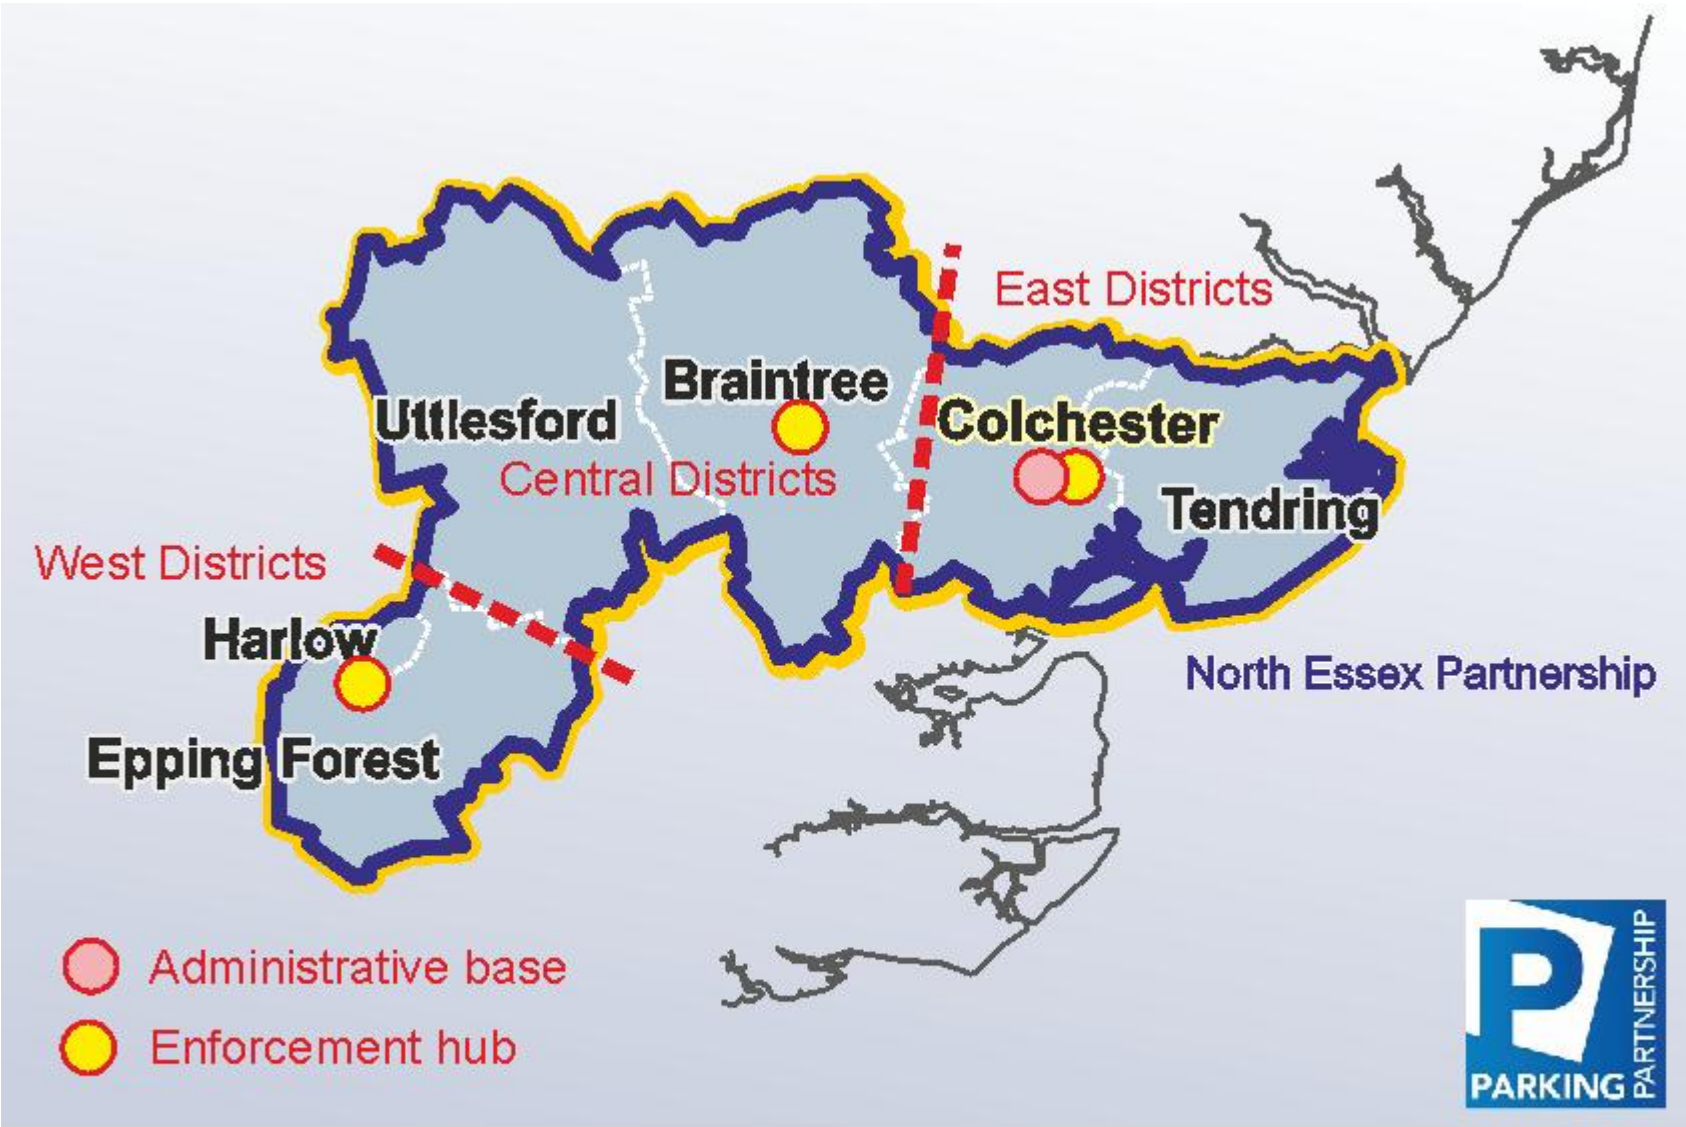 East Districts
Braintree
Uttlesford
Colchester
Central Districts
Tendring
West Districts
Harlow
North Essex Partnership
Epping Forest
Administrative base
Enforcement hub
P
PARKING
PARTNERSHIP